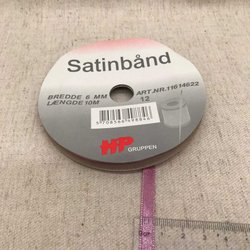 Satinbånd
BREDDE 6 MM ART.NR.11614622
LÆNGDE 10M 12
HP
GRUPPEN